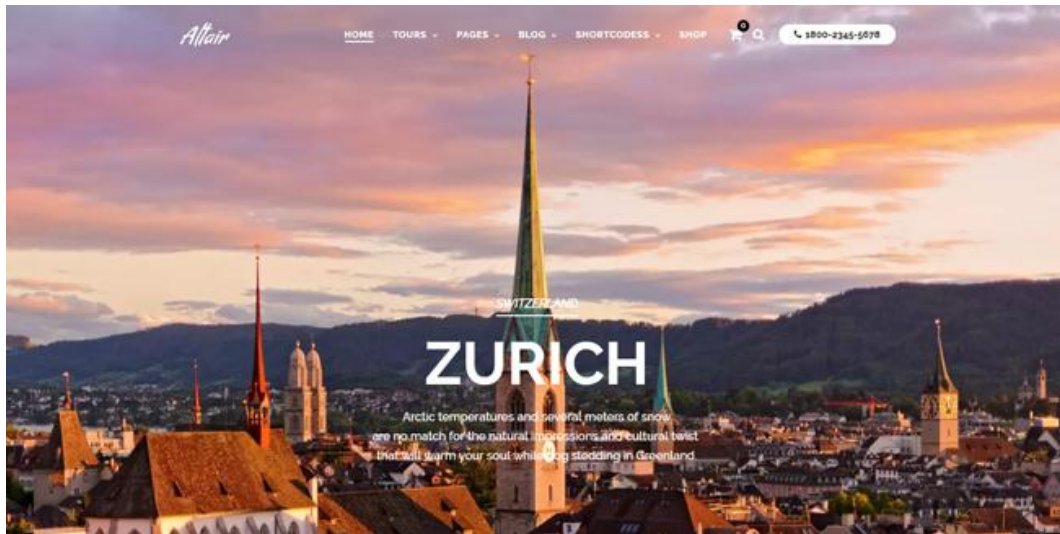 Altair
HOME TOURS PAGES BLOG SHORTCODESS SHOP 0 1800-2345-5678
SWITZERLAND
ZURICH
Arctic temperatures and several meters of snow
are no match for the natural impressions and cultural twist
that will warm your soul while dog sledding in Greenland